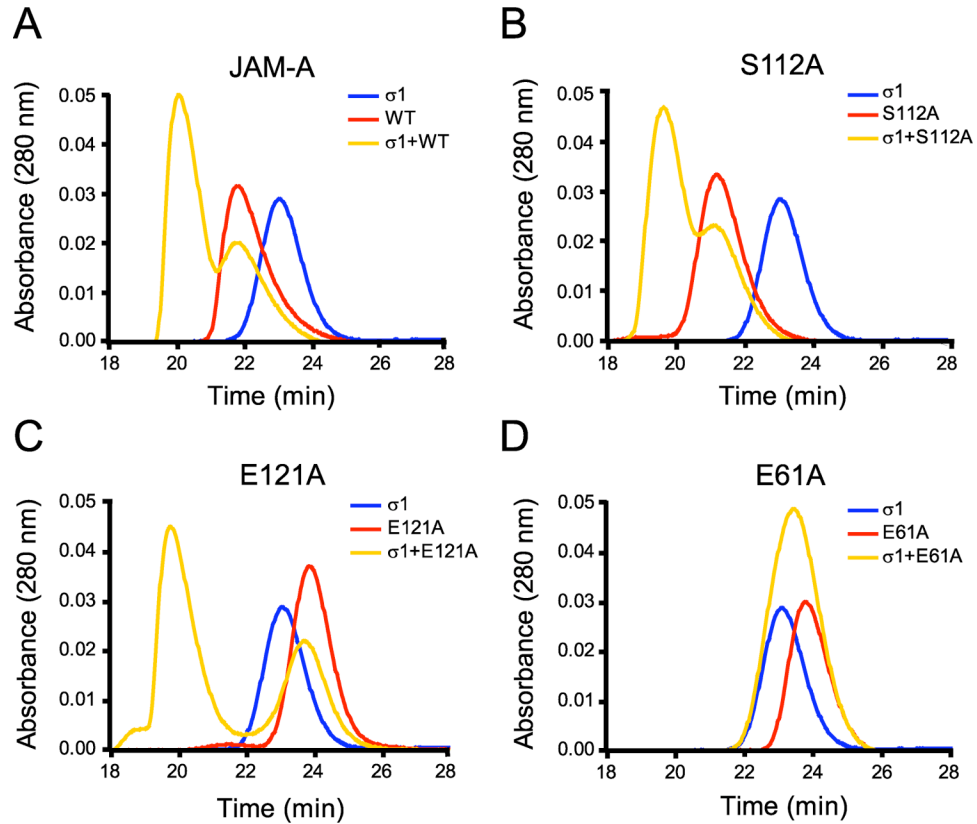 A
JAM-A
σ1
WT
σ1+WT
Absorbance (280 nm)
0.05
0.04
0.03
0.02
0.01
0.00
18 20 22 24 26 28
Time (min)
B
S112A
σ1
S112A
σ1+S112A
Absorbance (280 nm)
0.05
0.04
0.03
0.02
0.01
0.00
18 20 22 24 26 28
Time (min)
C
E121A
σ1
E121A
σ1+E121A
Absorbance (280 nm)
0.05
0.04
0.03
0.02
0.01
0.00
18 20 22 24 26 28
Time (min)
D
E61A
σ1
E61A
σ1+E61A
Absorbance (280 nm)
0.05
0.04
0.03
0.02
0.01
0.00
18 20 22 24 26 28
Time (min)